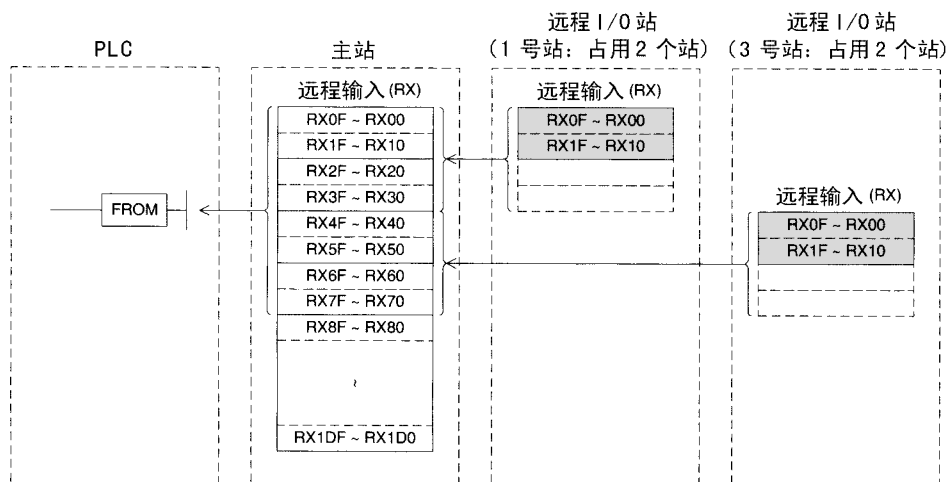 PLC
主站
远程 I/O 站
(1 号站：占用 2 个站)
远程 I/O 站
(3 号站：占用 2 个站)
远程输入 (RX)
RX0F ~ RX00
RX1F ~ RX10
RX2F ~ RX20
RX3F ~ RX30
RX4F ~ RX40
RX5F ~ RX50
RX6F ~ RX60
RX7F ~ RX70
RX8F ~ RX80
~
RX1DF ~ RX1D0
FROM
远程输入 (RX)
RX0F ~ RX00
RX1F ~ RX10
远程输入 (RX)
RX0F ~ RX00
RX1F ~ RX10